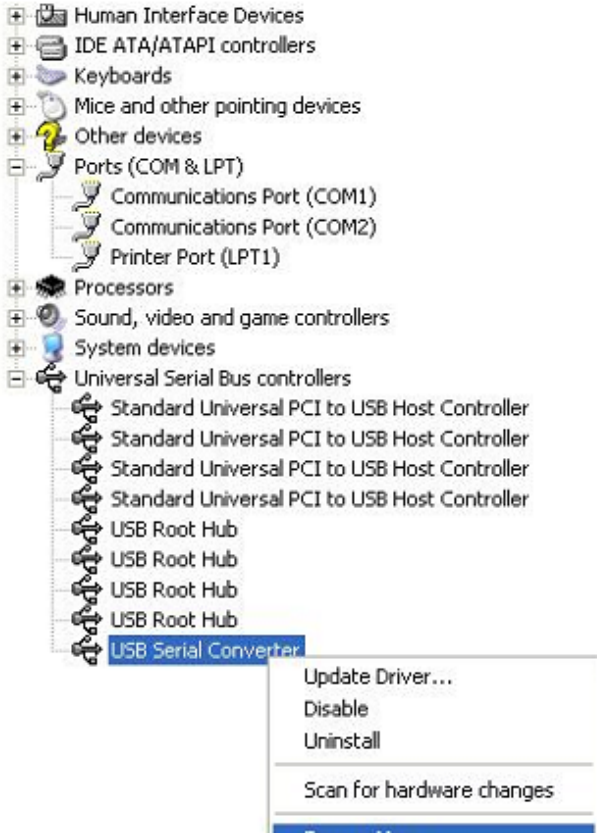 Human Interface Devices
IDE ATA/ATAPI controllers
Keyboards
Mice and other pointing devices
Other devices
Ports (COM & LPT)
Communications Port (COM1)
Communications Port (COM2)
Printer Port (LPT1)
Processors
Sound, video and game controllers
System devices
Universal Serial Bus controllers
Standard Universal PCI to USB Host Controller
Standard Universal PCI to USB Host Controller
Standard Universal PCI to USB Host Controller
Standard Universal PCI to USB Host Controller
USB Root Hub
USB Root Hub
USB Root Hub
USB Root Hub
USB Serial Converter
Update Driver...
Disable
Uninstall
Scan for hardware changes